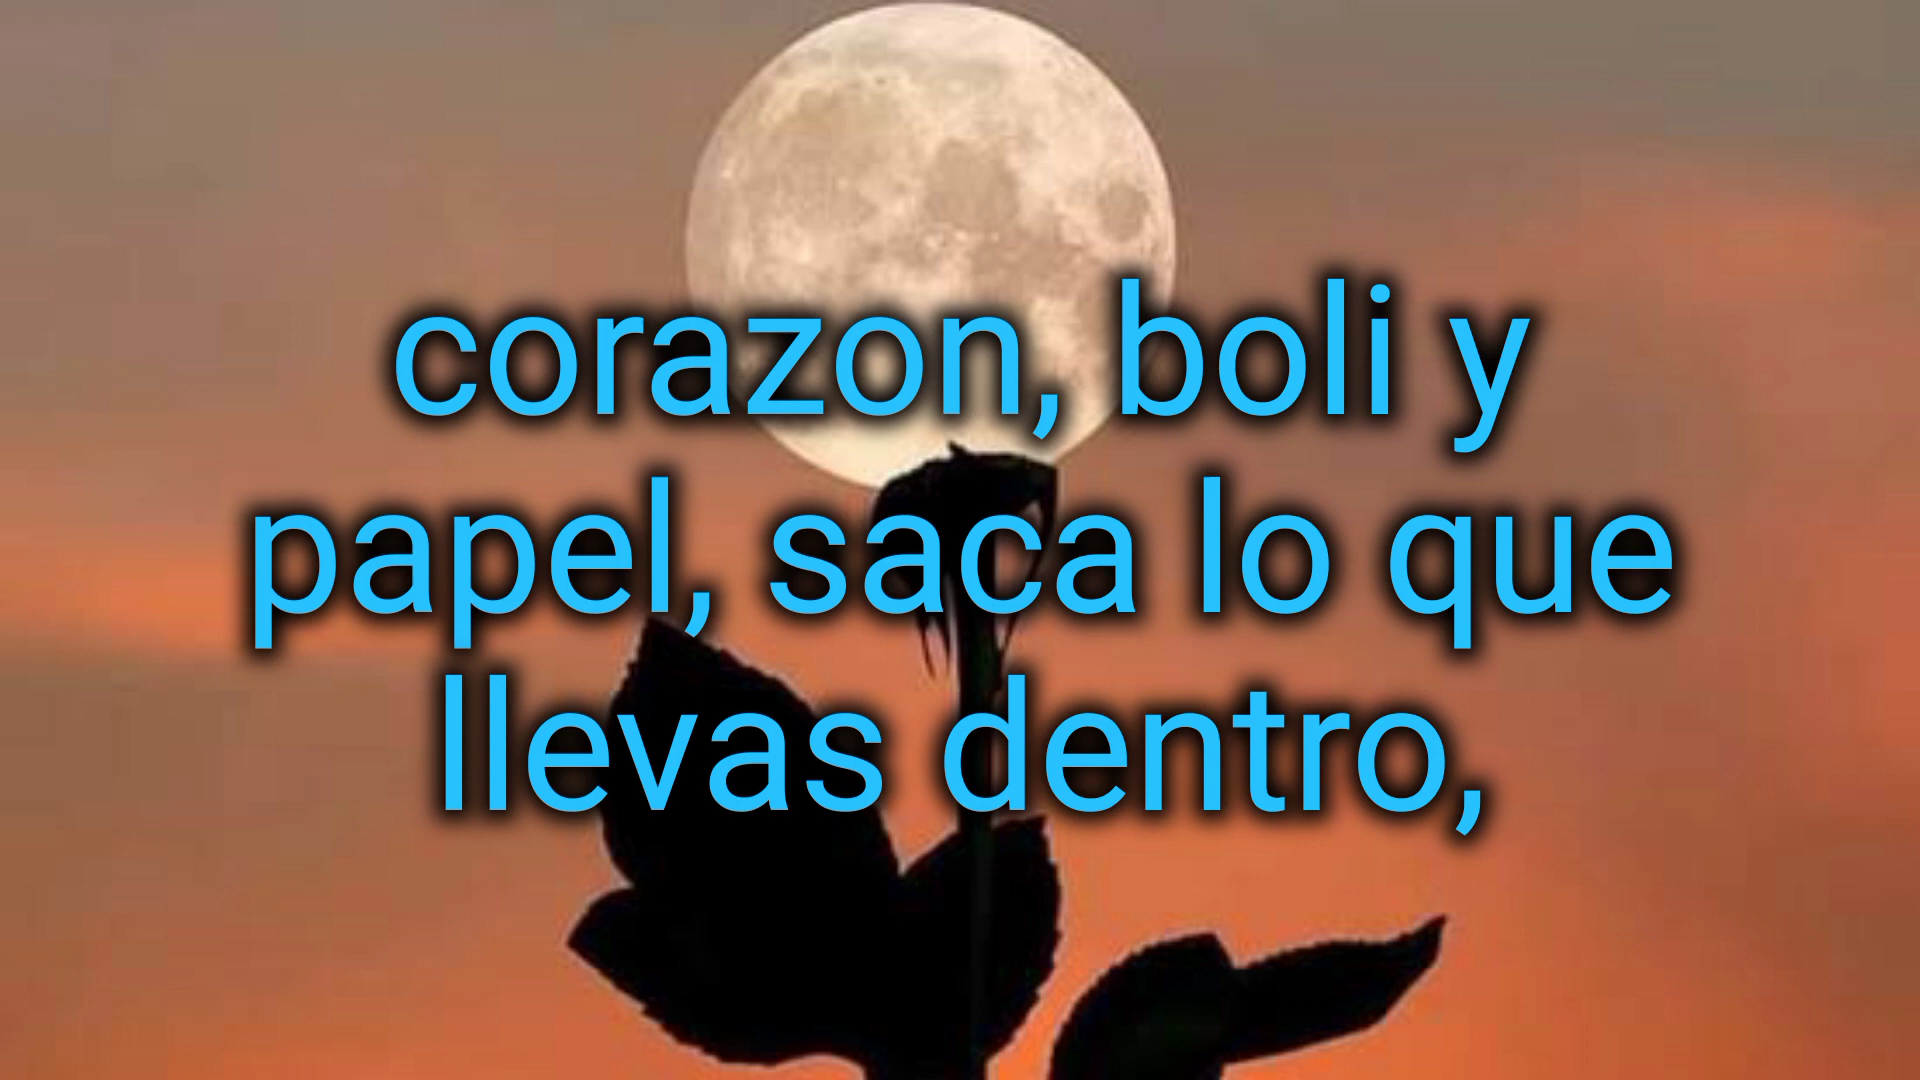 corazon, boli y
papel, saca lo que
llevas dentro,